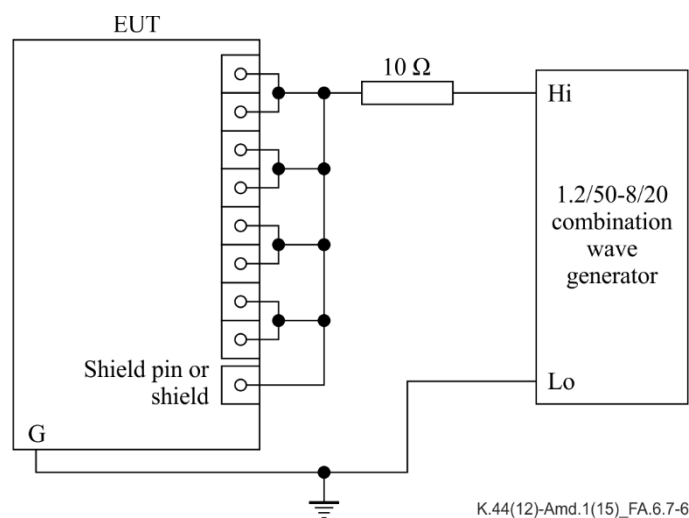 EUT
10 Ω
Hi
1.2/50-8/20
combination
wave
generator
Shield pin or
shield
Lo
G
K.44(12)-Amd.1(15)_FA.6.7-6